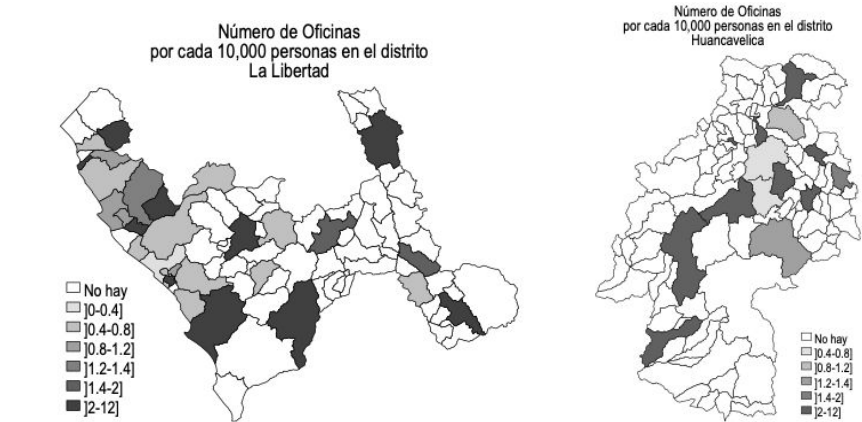 Número de Oficinas
por cada 10,000 personas en el distrito
La Libertad
No hay
]0-0.4]
]0.4-0.8]
]0.8-1.2]
]1.2-1.4]
]1.4-2]
]2-12]
Número de Oficinas
por cada 10,000 personas en el distrito
Huancavelica
No hay
]0.4-0.8]
]0.8-1.2]
]1.2-1.4]
]1.4-2]
]2-12]